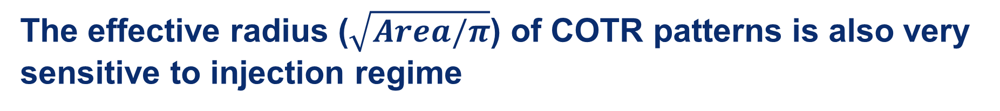 The effective radius (√Area/π) of COTR patterns is also very
sensitive to injection regime